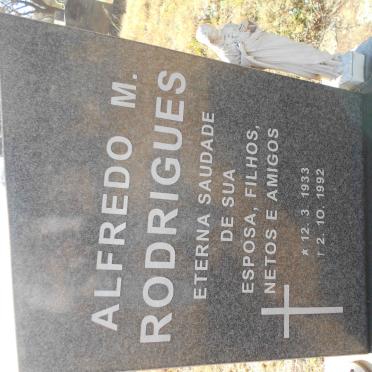 ALFREDO M.
RODRIGUES
ETERNA SAUDADE
DE SUA
ESPOSA, FILHOS,
NETOS E AMIGOS
★ 12. 3. 1933
† 2. 10. 1992